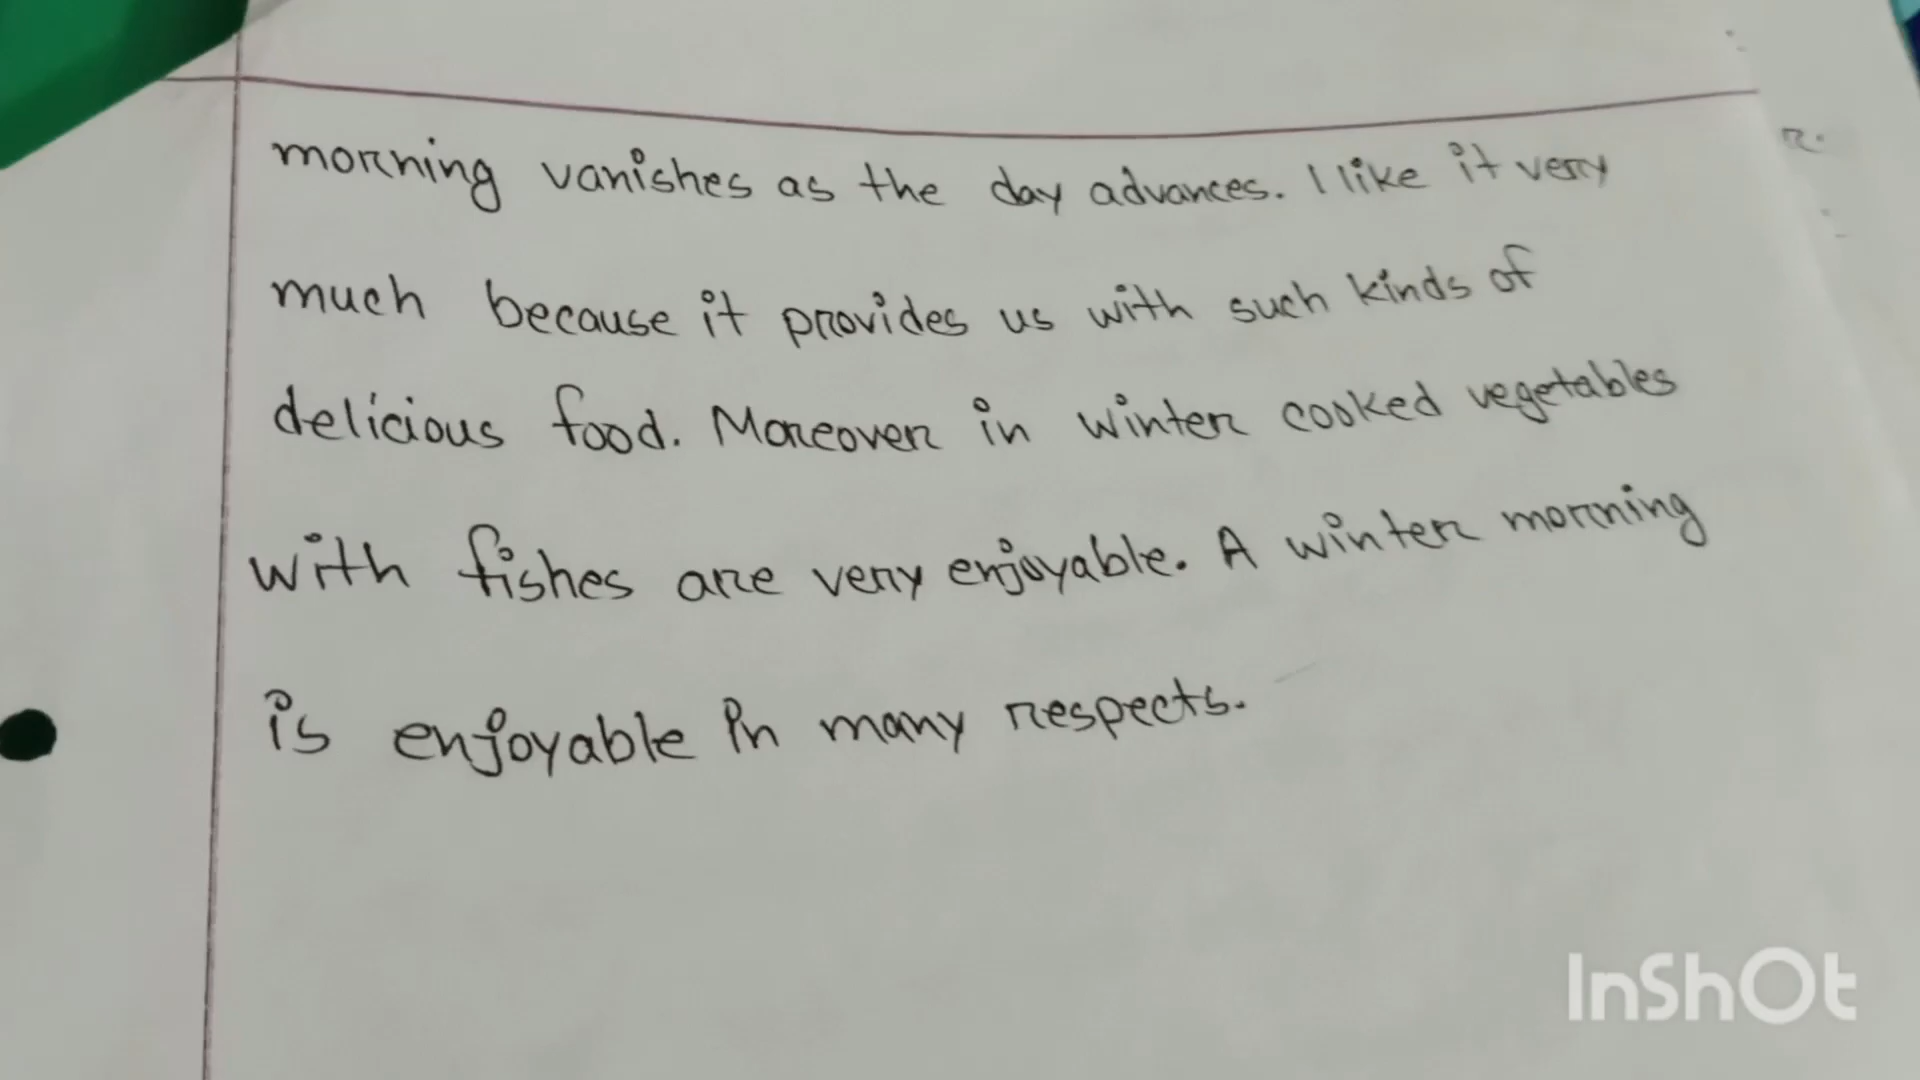 morning vanishes as the day advances. I like it very
much because it provides us with such kinds of
delicious food. Moreover in winter cooked vegetables
with fishes are very enjoyable. A winter morning
is enjoyable in many respects.
InShOt